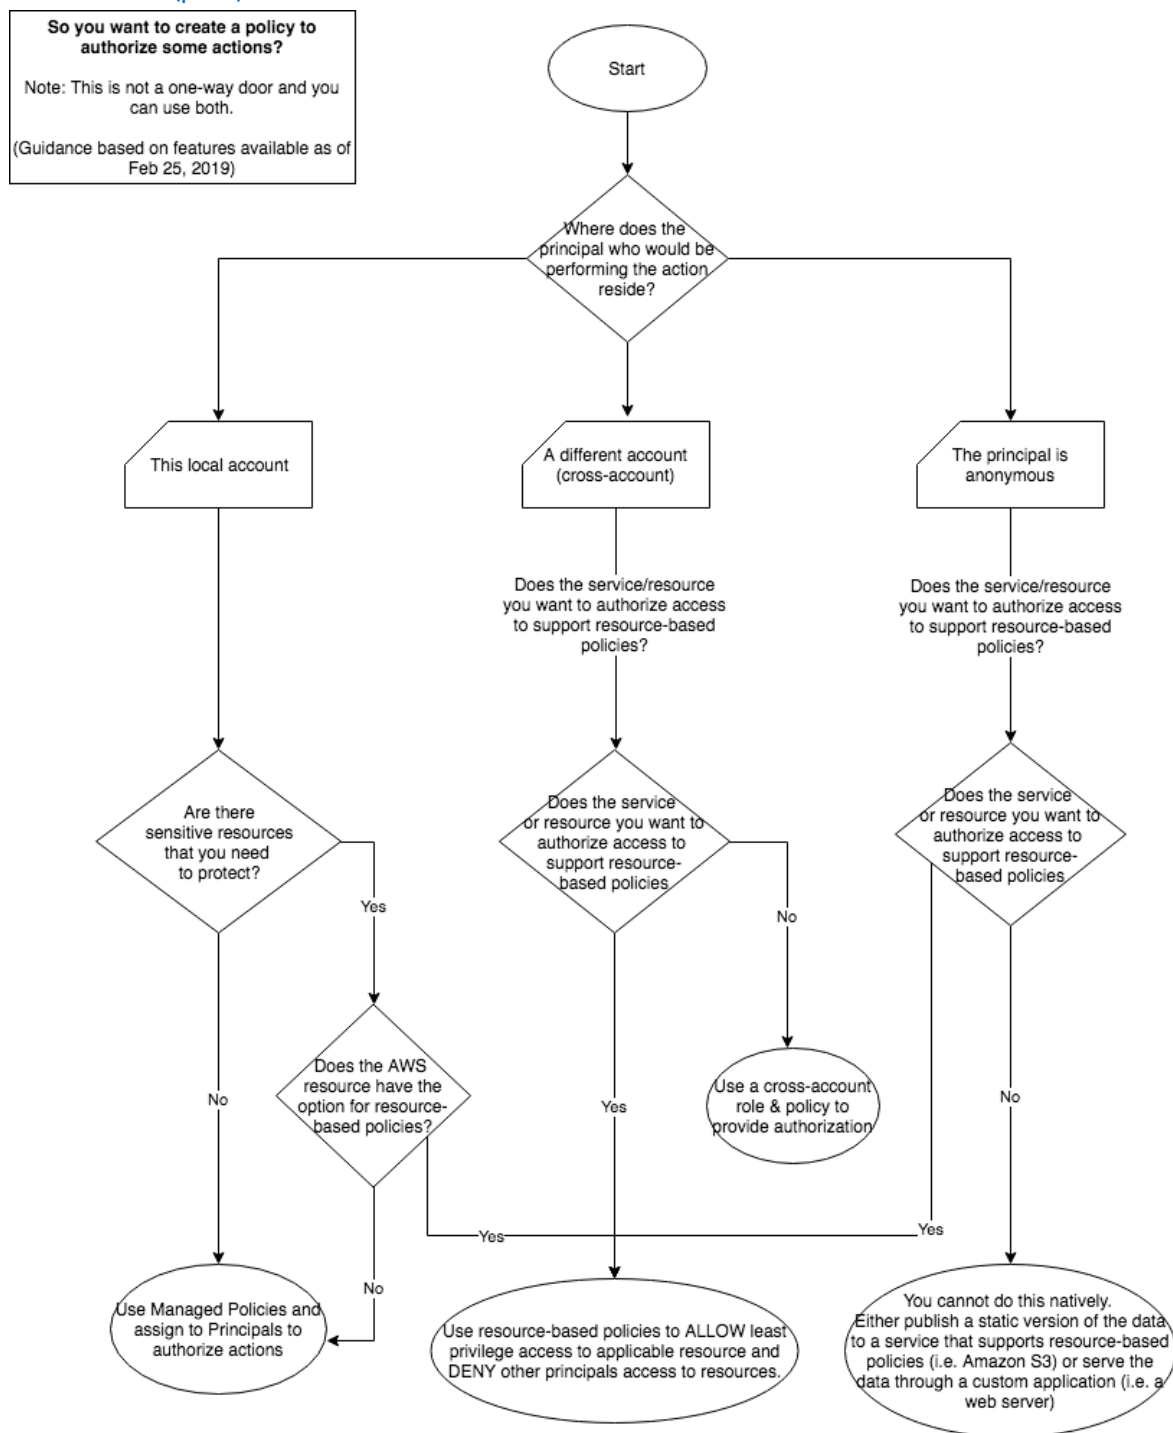 So you want to create a policy to
authorize some actions?
Note: This is not a one-way door and you
can use both.
(Guidance based on features available as of
Feb 25, 2019)
Start
Where does the
principal who would be
performing the action
reside?
This local account
A different account
(cross-account)
The principal is
anonymous
Does the service/resource
you want to authorize access
to support resource-based
policies?
Does the service/resource
you want to authorize access
to support resource-based
policies?
Are there
sensitive resources
that you need
to protect?
Does the service
or resource you want to
authorize access to
support resource-
based policies
Does the service
or resource you want to
authorize access to
support resource-
based policies
Yes
No
Does the AWS
resource have the
option for resource-
based policies?
Use a cross-account
role & policy to
provide authorization
No
Yes
No
Yes
Yes
No
Use Managed Policies and
assign to Principals to
authorize actions
Use resource-based policies to ALLOW least
privilege access to applicable resource and
DENY other principals access to resources.
You cannot do this natively.
Either publish a static version of the data
to a service that supports resource-based
policies (i.e. Amazon S3) or serve the
data through a custom application (i.e. a
web server)